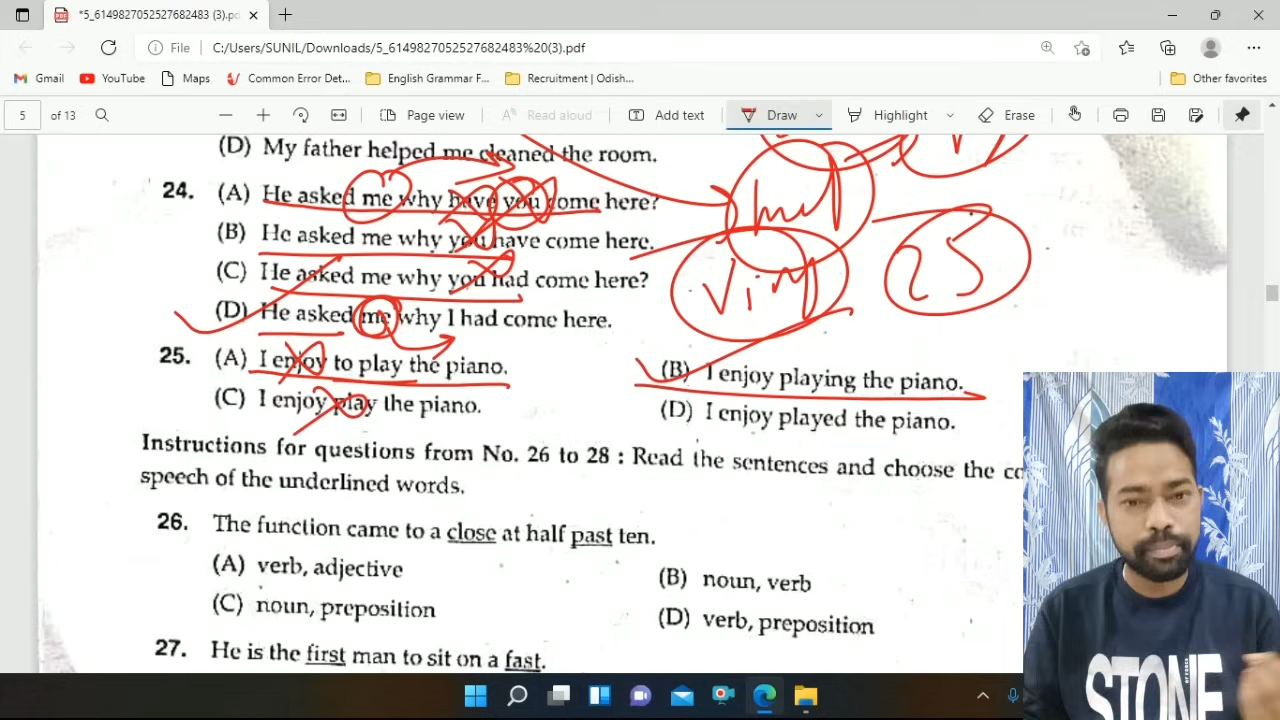 *5_6149827052527682483 (3).pd
File C:/Users/SUNIL/Downloads/5_6149827052527682483%20(3).pdf
Gmail YouTube Maps Common Error Det... English Grammar F... Recruitment | Odish... Other favorites
5 of 13 Page view Read aloud Add text Draw Highlight Erase
(D) My father helped me cleaned the room.
24. (A) He asked me why have you come here?
(B) He asked me why you have come here.
(C) He asked me why you had come here?
(D) He asked me why I had come here.
25. (A) I enjoy to play the piano. (B) I enjoy playing the piano.
(C) I enjoy play the piano. (D) I enjoy played the piano.
25
Instructions for questions from No. 26 to 28 : Read the sentences and choose the co
speech of the underlined words.
26. The function came to a close at half past ten.
(A) verb, adjective (B) noun, verb
(C) noun, preposition (D) verb, preposition
27. He is the first man to sit on a fast.
STONE